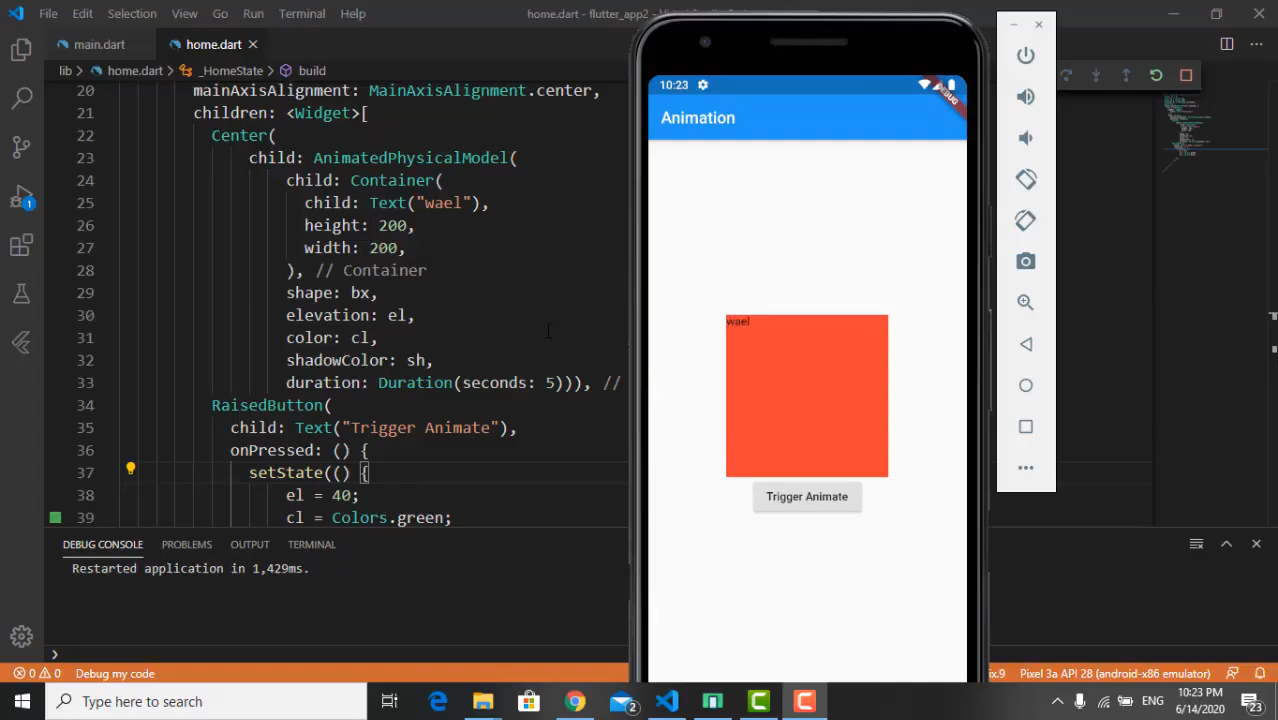 File Edit Selection View Go Run Terminal Help
home.dart - flutter_app2 -
main.dart
home.dart
lib > home.dart > _HomeState > build
20 mainAxisAlignment: MainAxisAlignment.center,
21 children: <Widget>[
22 Center(
23 child: AnimatedPhysicalModel(
24 child: Container(
25 child: Text("wael"),
26 height: 200,
27 width: 200,
28 ), // Container
29 shape: bx,
30 elevation: el,
31 color: cl,
32 shadowColor: sh,
33 duration: Duration(seconds: 5))), //
34 RaisedButton(
35 child: Text("Trigger Animate"),
36 onPressed: () {
37 setState(() {
38 el = 40;
39 cl = Colors.green;
1
DEBUG CONSOLE PROBLEMS OUTPUT TERMINAL
Restarted application in 1,429ms.
0 0 Debug my code
Pixel 3a API 28 (android-x86 emulator)
10:23
DEBUG
Animation
wael
Trigger Animate
Type here to search
2
ENG
10:23 PM
6/14/2020
23